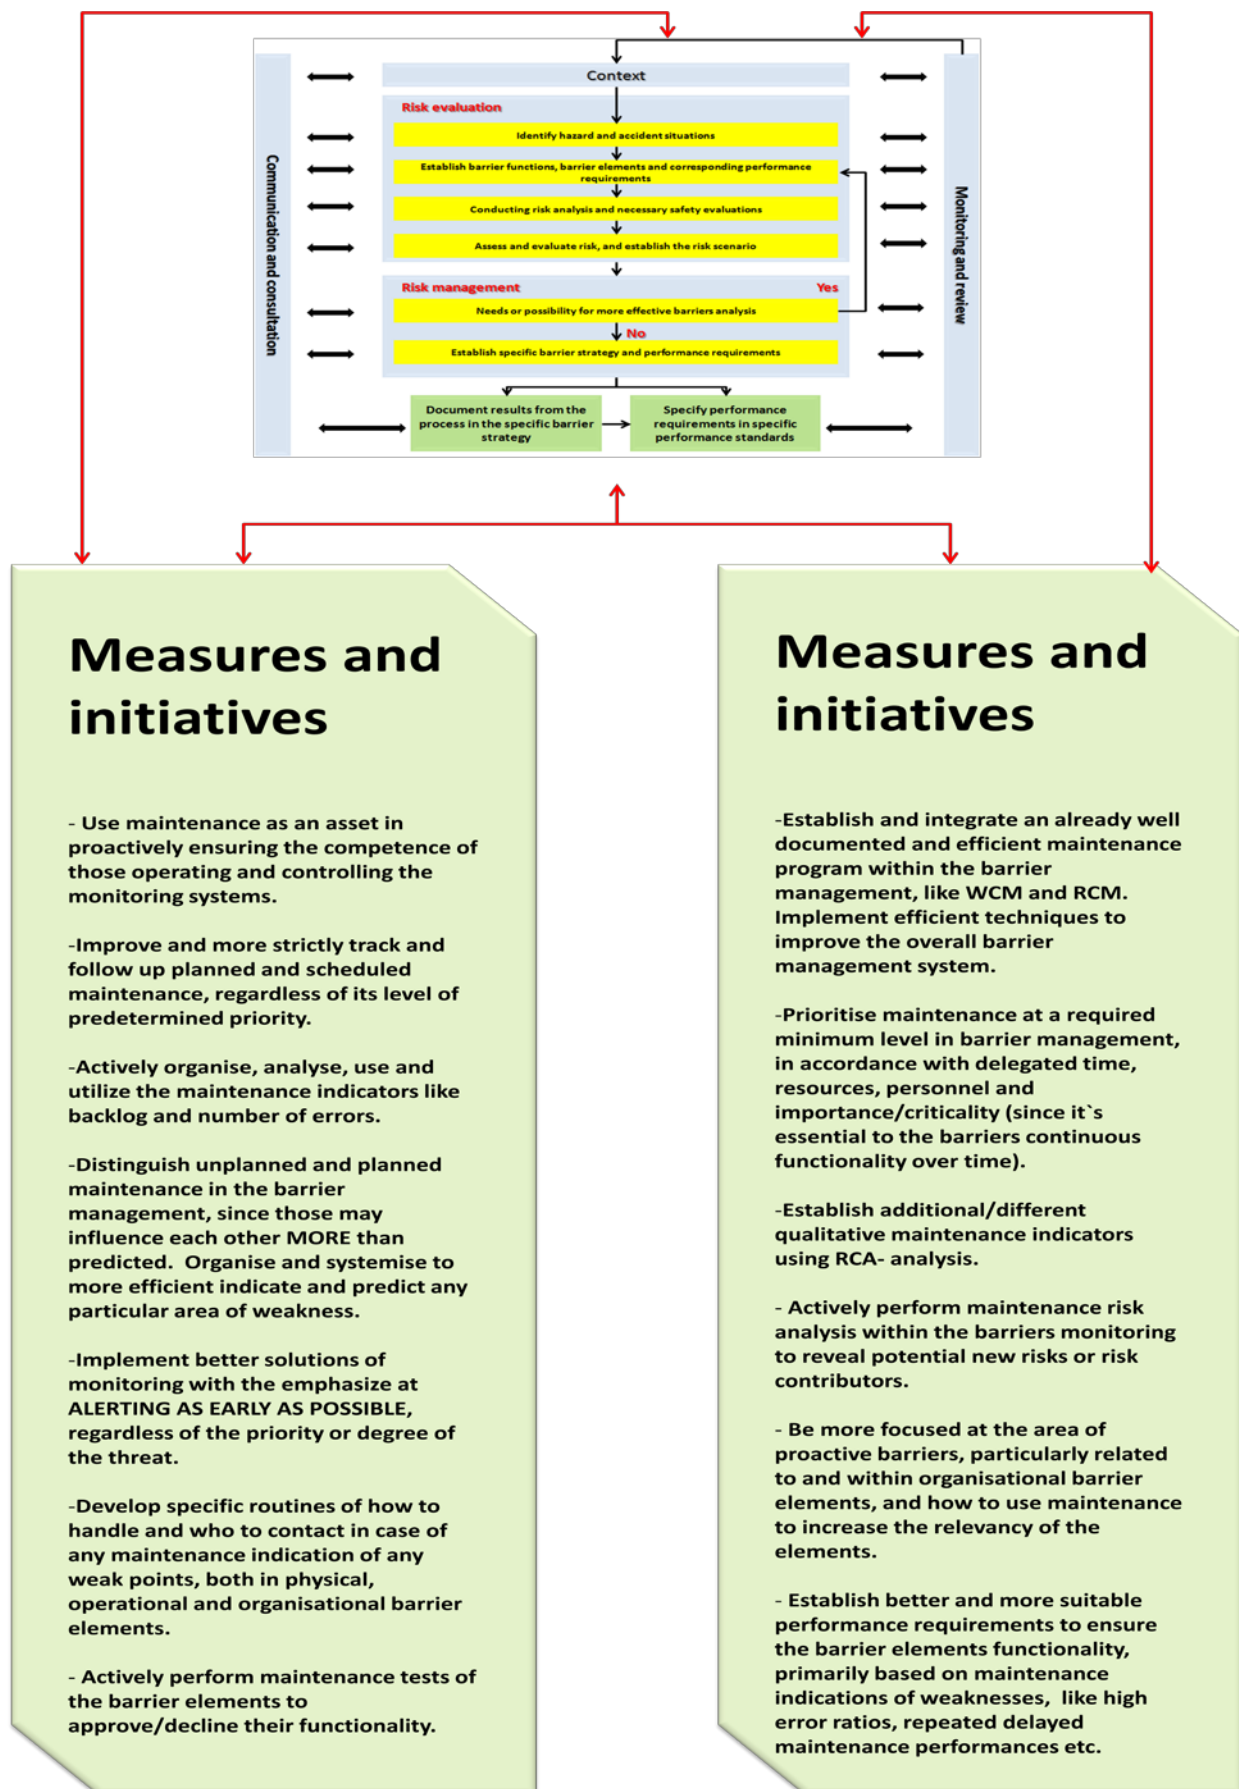 Context
Risk evaluation
Identify hazard and accident situations
Establish barrier functions, barrier elements and corresponding performance
requirements
Conducting risk analysis and necessary safety evaluations
Assess and evaluate risk, and establish the risk scenario
Risk management
Yes
Needs or possibility for more effective barriers analysis
No
Establish specific barrier strategy and performance requirements
Document results from the
process in the specific barrier
strategy
Specify performance
requirements in specific
performance standards
Communication and consultation
Monitoring and review
Measures and
initiatives
- Use maintenance as an asset in
proactively ensuring the competence of
those operating and controlling the
monitoring systems.
-Improve and more strictly track and
follow up planned and scheduled
maintenance, regardless of its level of
predetermined priority.
-Actively organise, analyse, use and
utilize the maintenance indicators like
backlog and number of errors.
-Distinguish unplanned and planned
maintenance in the barrier
management, since those may
influence each other MORE than
predicted.  Organise and systemise to
more efficient indicate and predict any
particular area of weakness.
-Implement better solutions of
monitoring with the emphasize at
ALERTING AS EARLY AS POSSIBLE,
regardless of the priority or degree of
the threat.
-Develop specific routines of how to
handle and who to contact in case of
any maintenance indication of any
weak points, both in physical,
operational and organisational barrier
elements.
- Actively perform maintenance tests of
the barrier elements to
approve/decline their functionality.
Measures and
initiatives
-Establish and integrate an already well
documented and efficient maintenance
program within the barrier
management, like WCM and RCM.
Implement efficient techniques to
improve the overall barrier
management system.
-Prioritise maintenance at a required
minimum level in barrier management,
in accordance with delegated time,
resources, personnel and
importance/criticality (since it`s
essential to the barriers continuous
functionality over time).
-Establish additional/different
qualitative maintenance indicators
using RCA- analysis.
- Actively perform maintenance risk
analysis within the barriers monitoring
to reveal potential new risks or risk
contributors.
- Be more focused at the area of
proactive barriers, particularly related
to and within organisational barrier
elements, and how to use maintenance
to increase the relevancy of the
elements.
- Establish better and more suitable
performance requirements to ensure
the barrier elements functionality,
primarily based on maintenance
indications of weaknesses,  like high
error ratios, repeated delayed
maintenance performances etc.